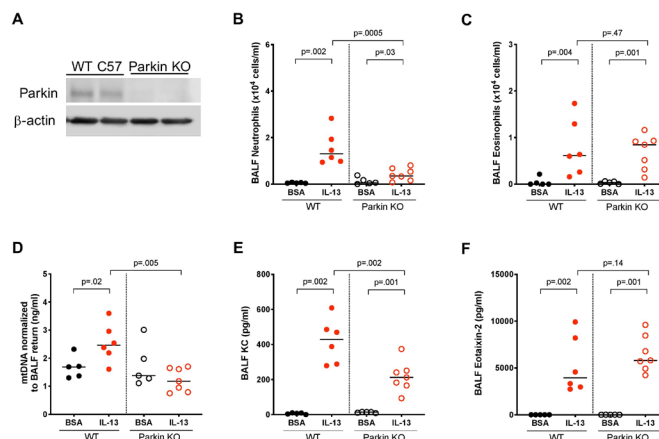 A
WT C57 Parkin KO
Parkin
β-actin
B
p=.0005
p=.002
p=.03
BALF Neutrophils (x10⁴ cells/ml)
6
4
2
0
BSA IL-13 BSA IL-13
WT Parkin KO
C
p=.47
p=.004
p=.001
BALF Eosinophils (x10⁴ cells/ml)
3
2
1
0
BSA IL-13 BSA IL-13
WT Parkin KO
D
p=.005
p=.02
mtDNA normalized
to BALF return (ng/ml)
5
4
3
2
1
0
BSA IL-13 BSA IL-13
WT Parkin KO
E
p=.002
p=.002
p=.001
BALF KC (pg/ml)
800
600
400
200
0
BSA IL-13 BSA IL-13
WT Parkin KO
F
p=.14
p=.002
p=.001
BALF Eotaixin-2 (pg/ml)
15000
10000
5000
0
BSA IL-13 BSA IL-13
WT Parkin KO